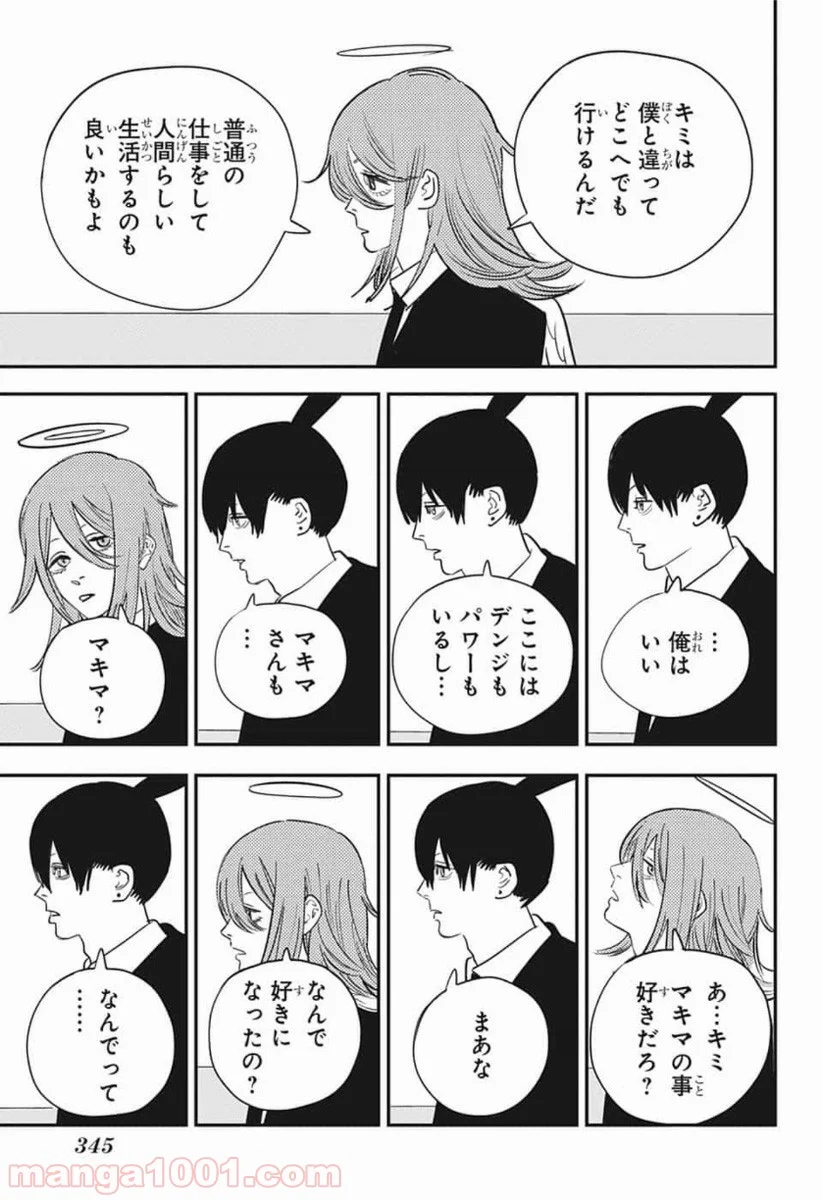 キミは
僕と違って
どこへでも
行けるんだ
普通の
仕事をして
人間らしい
生活するのも
良いかもよ
…
俺は
いい
ここには
デンジも
パワーも
いるし…
マキマ
さんも
…
マキマ?
あ…キミ
マキマの事
好きだろ?
まあな
なんで
好きに
なったの?
なんでって
……
345
manga1001.com